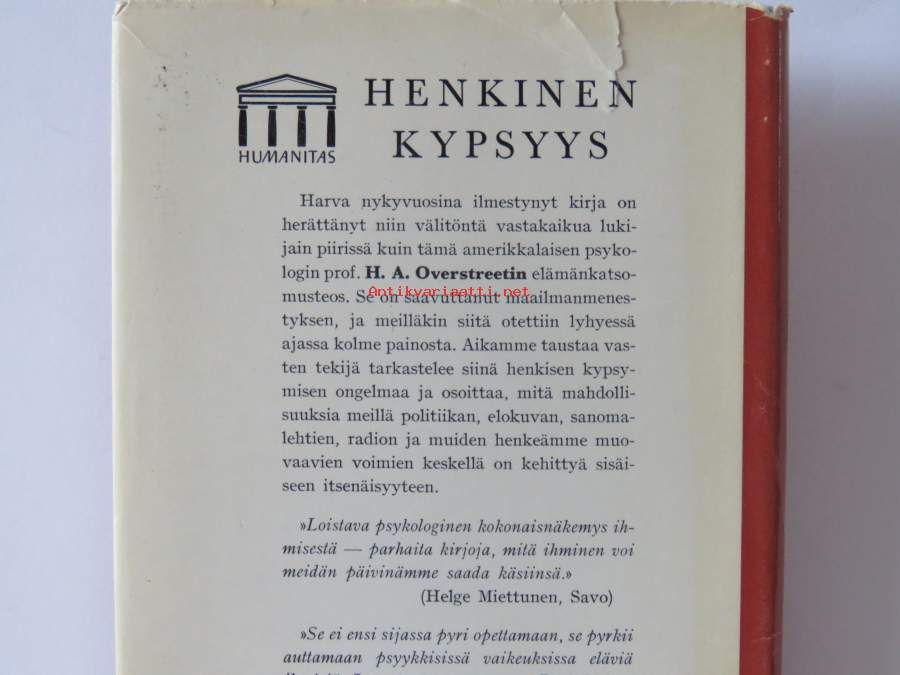 HENKINEN
KYPSYYS
HUMANITAS
Harva nykyvuosina ilmestynyt kirja on
herättänyt niin välitöntä vastakaikua luki-
jain piirissä kuin tämä amerikkalaisen psyko-
login prof. H. A. Overstreetin elämänkatso-
Antikvariaatti.net
musteos. Se on saavuttanut maailmanmenes-
tyksen, ja meilläkin siitä otettiin lyhyessä
ajassa kolme painosta. Aikamme taustaa vas-
ten tekijä tarkastelee siinä henkisen kypsy-
misen ongelmaa ja osoittaa, mitä mahdolli-
suuksia meillä politiikan, elokuvan, sanoma-
lehtien, radion ja muiden henkeämme muo-
vaavien voimien keskellä on kehittyä sisäi-
seen itsenäisyyteen.
»Loistava psykologinen kokonaisnäkemys ih-
misestä — parhaita kirjoja, mitä ihminen voi
meidän päivinämme saada käsiinsä.»
(Helge Miettunen, Savo)
»Se ei ensi sijassa pyri opettamaan, se pyrkii
auttamaan psyykkisissä vaikeuksissa eläviä